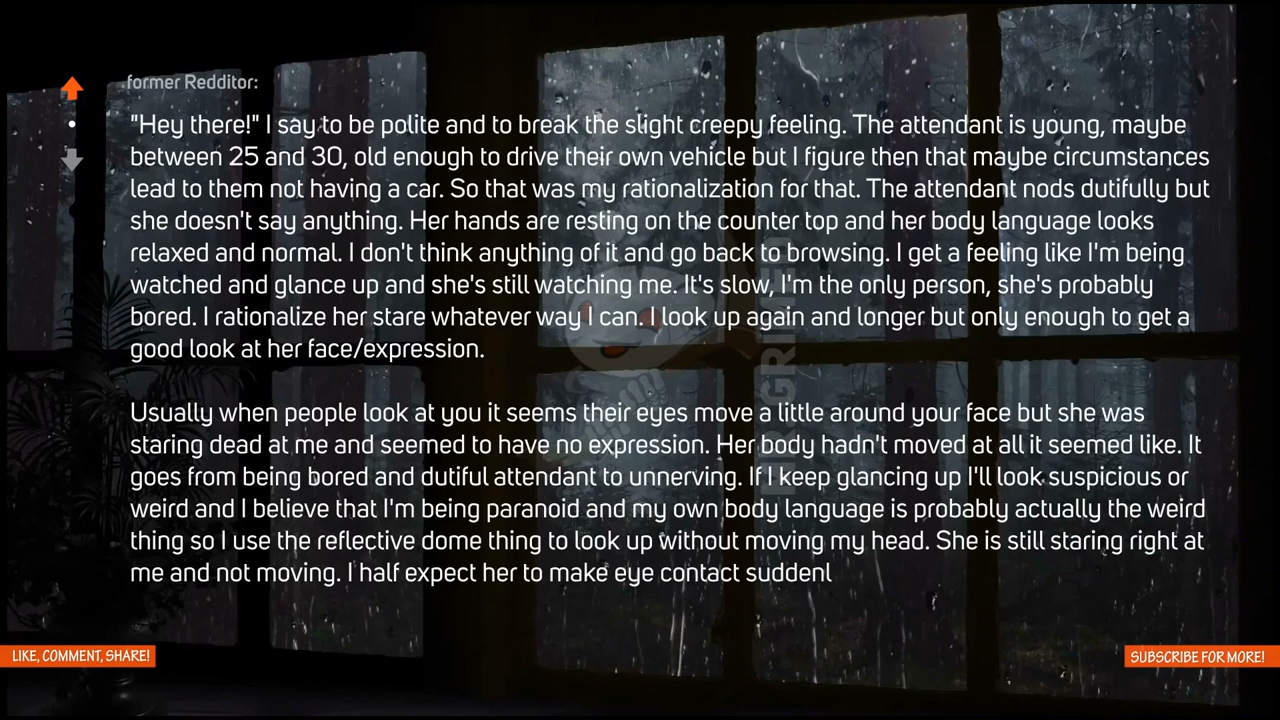 former Redditor:
"Hey there!" I say to be polite and to break the slight creepy feeling. The attendant is young, maybe
between 25 and 30, old enough to drive their own vehicle but I figure then that maybe circumstances
lead to them not having a car. So that was my rationalization for that. The attendant nods dutifully but
she doesn't say anything. Her hands are resting on the counter top and her body language looks
relaxed and normal. I don't think anything of it and go back to browsing. I get a feeling like I'm being
watched and glance up and she's still watching me. It's slow, I'm the only person, she's probably
bored. I rationalize her stare whatever way I can. I look up again and longer but only enough to get a
good look at her face/expression.
Usually when people look at you it seems their eyes move a little around your face but she was
staring dead at me and seemed to have no expression. Her body hadn't moved at all it seemed like. It
goes from being bored and dutiful attendant to unnerving. If I keep glancing up I'll look suspicious or
weird and I believe that I'm being paranoid and my own body language is probably actually the weird
thing so I use the reflective dome thing to look up without moving my head. She is still staring right at
me and not moving. I half expect her to make eye contact suddenl
LIKE, COMMENT, SHARE!
SUBSCRIBE FOR MORE!